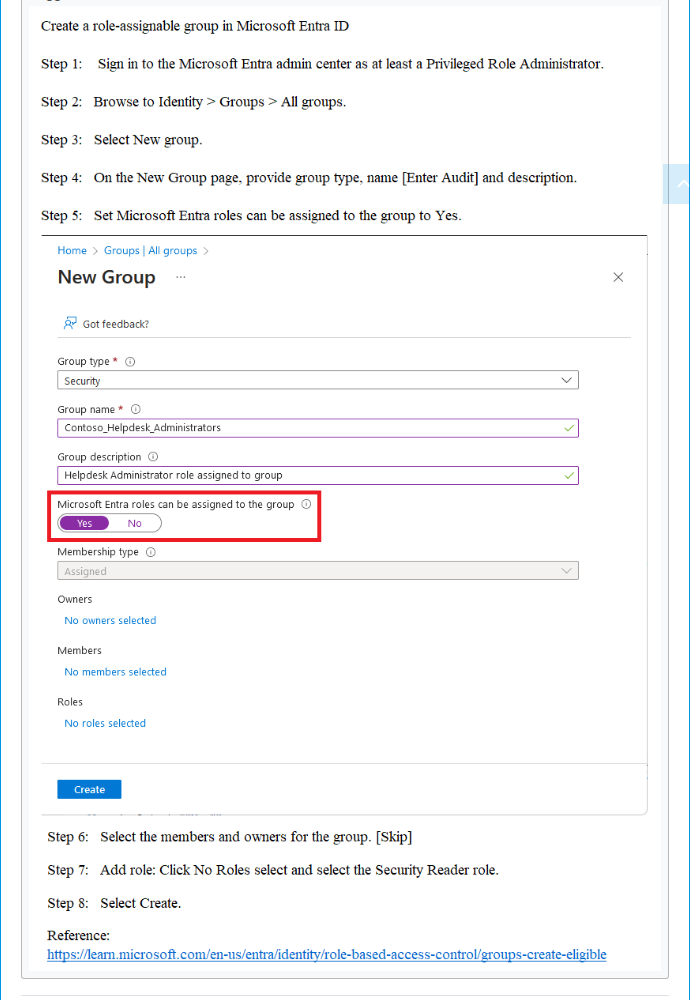 Create a role-assignable group in Microsoft Entra ID
Step 1: Sign in to the Microsoft Entra admin center as at least a Privileged Role Administrator.
Step 2: Browse to Identity > Groups > All groups.
Step 3: Select New group.
Step 4: On the New Group page, provide group type, name [Enter Audit] and description.
Step 5: Set Microsoft Entra roles can be assigned to the group to Yes.
Home > Groups | All groups >
New Group ...
Got feedback?
Group type *
Security
Group name *
Contoso_Helpdesk_Administrators
Group description
Helpdesk Administrator role assigned to group
Microsoft Entra roles can be assigned to the group
Yes No
Membership type
Assigned
Owners
No owners selected
Members
No members selected
Roles
No roles selected
Create
Step 6: Select the members and owners for the group. [Skip]
Step 7: Add role: Click No Roles select and select the Security Reader role.
Step 8: Select Create.
Reference:
https://learn.microsoft.com/en-us/entra/identity/role-based-access-control/groups-create-eligible